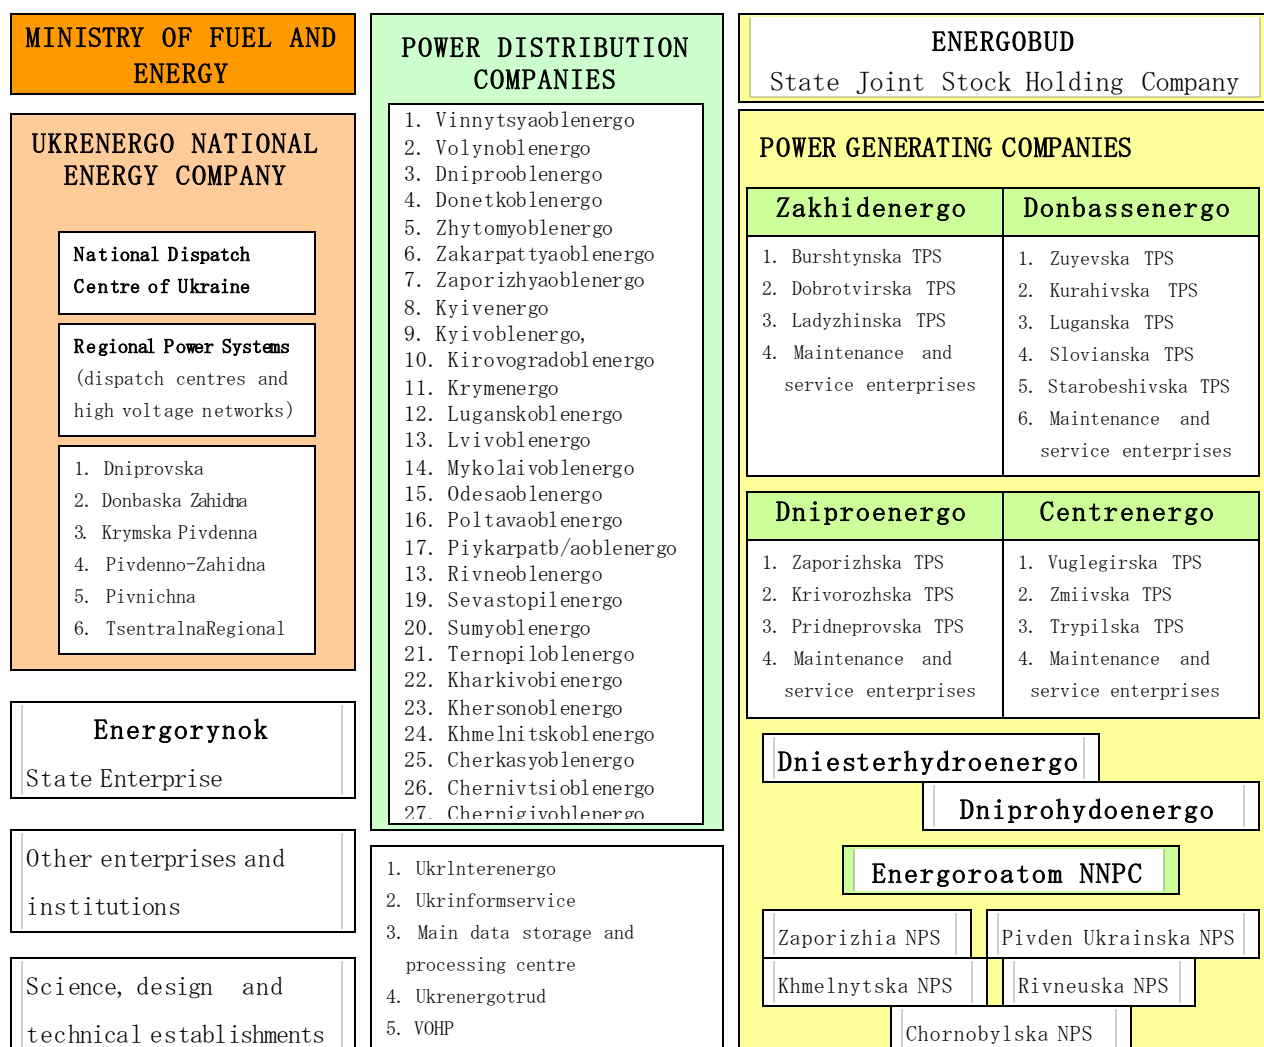 MINISTRY OF FUEL AND
ENERGY
UKRENERGO NATIONAL
ENERGY COMPANY
National Dispatch
Centre of Ukraine
Regional Power Systems
(dispatch centres and
high voltage networks)
1. Dniprovska
2. Donbaska Zahidna
3. Krymska Pivdenna
4. Pivdenno-Zahidna
5. Pivnichna
6. TsentralnaRegional
Energorynok
State Enterprise
Other enterprises and
institutions
Science, design and
technical establishments
POWER DISTRIBUTION
COMPANIES
1. Vinnytsyaoblenergo
2. Volynoblenergo
3. Dniprooblenergo
4. Donetkoblenergo
5. Zhytomyoblenergo
6. Zakarpattyaoblenergo
7. Zaporizhyaoblenergo
8. Kyivenergo
9. Kyivoblenergo,
10. Kirovogradoblenergo
11. Krymenergo
12. Luganskoblenergo
13. Lvivoblenergo
14. Mykolaivoblenergo
15. Odesaoblenergo
16. Poltavaoblenergo
17. Piykarpatb/aoblenergo
13. Rivneoblenergo
19. Sevastopilenergo
20. Sumyoblenergo
21. Ternopiloblenergo
22. Kharkivobienergo
23. Khersonoblenergo
24. Khmelnitskoblenergo
25. Cherkasyoblenergo
26. Chernivtsioblenergo
27. Chernigivoblenergo
1. UkrlnterenergO
2. Ukrinformservice
3. Main data storage and
processing centre
4. Ukrenergotrud
5. VOHP
ENERGOBUD
State Joint Stock Holding Company
POWER GENERATING COMPANIES
Zakhidenergo
1. Burshtynska TPS
2. Dobrotvirska TPS
3. Ladyzhinska TPS
4. Maintenance and
service enterprises
Donbassenergo
1. Zuyevska TPS
2. Kurahivska TPS
3. Luganska TPS
4. Slovianska TPS
5. Starobeshivska TPS
6. Maintenance and
service enterprises
Dniproenergo
1. Zaporizhska TPS
2. Krivorozhska TPS
3. Pridneprovska TPS
4. Maintenance and
service enterprises
Centrenergo
1. Vuglegirska TPS
2. Zmiivska TPS
3. Trypilska TPS
4. Maintenance and
service enterprises
Dniesterhydroenergo
Dniprohydoenergo
Energoroatom NNPC
Zaporizhia NPS
Pivden Ukrainska NPS
Khmelnytska NPS
Rivneuska NPS
Chornobylska NPS